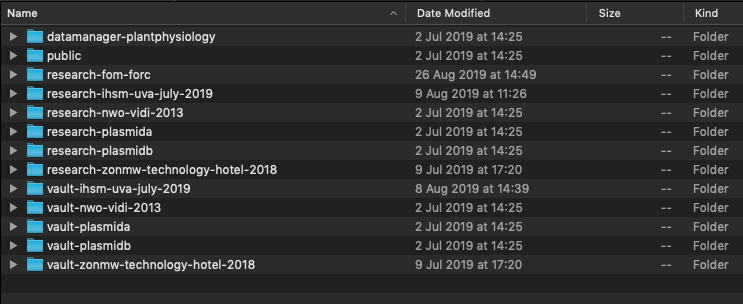 Name Date Modified Size Kind
datamanager-plantphysiology 2 Jul 2019 at 14:25 -- Folder
public 2 Jul 2019 at 14:25 -- Folder
research-fom-forc 26 Aug 2019 at 14:49 -- Folder
research-ihsm-uva-july-2019 9 Aug 2019 at 11:26 -- Folder
research-nwo-vidi-2013 2 Jul 2019 at 14:25 -- Folder
research-plasmida 2 Jul 2019 at 14:25 -- Folder
research-plasmidb 2 Jul 2019 at 14:25 -- Folder
research-zonmw-technology-hotel-2018 9 Jul 2019 at 17:20 -- Folder
vault-ihsm-uva-july-2019 8 Aug 2019 at 14:39 -- Folder
vault-nwo-vidi-2013 2 Jul 2019 at 14:25 -- Folder
vault-plasmida 2 Jul 2019 at 14:25 -- Folder
vault-plasmidb 2 Jul 2019 at 14:25 -- Folder
vault-zonmw-technology-hotel-2018 9 Jul 2019 at 17:20 -- Folder